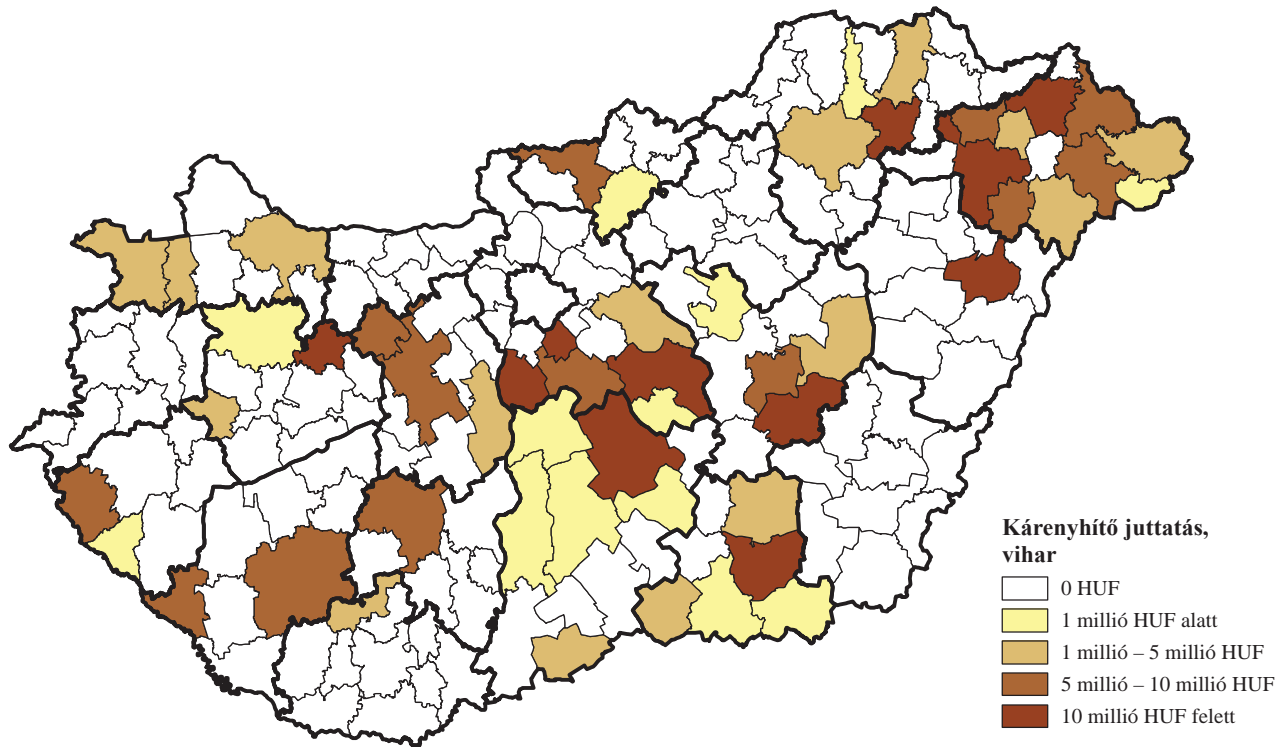 Kárenyhítő juttatás,
vihar
0 HUF
1 millió HUF alatt
1 millió – 5 millió HUF
5 millió – 10 millió HUF
10 millió HUF felett